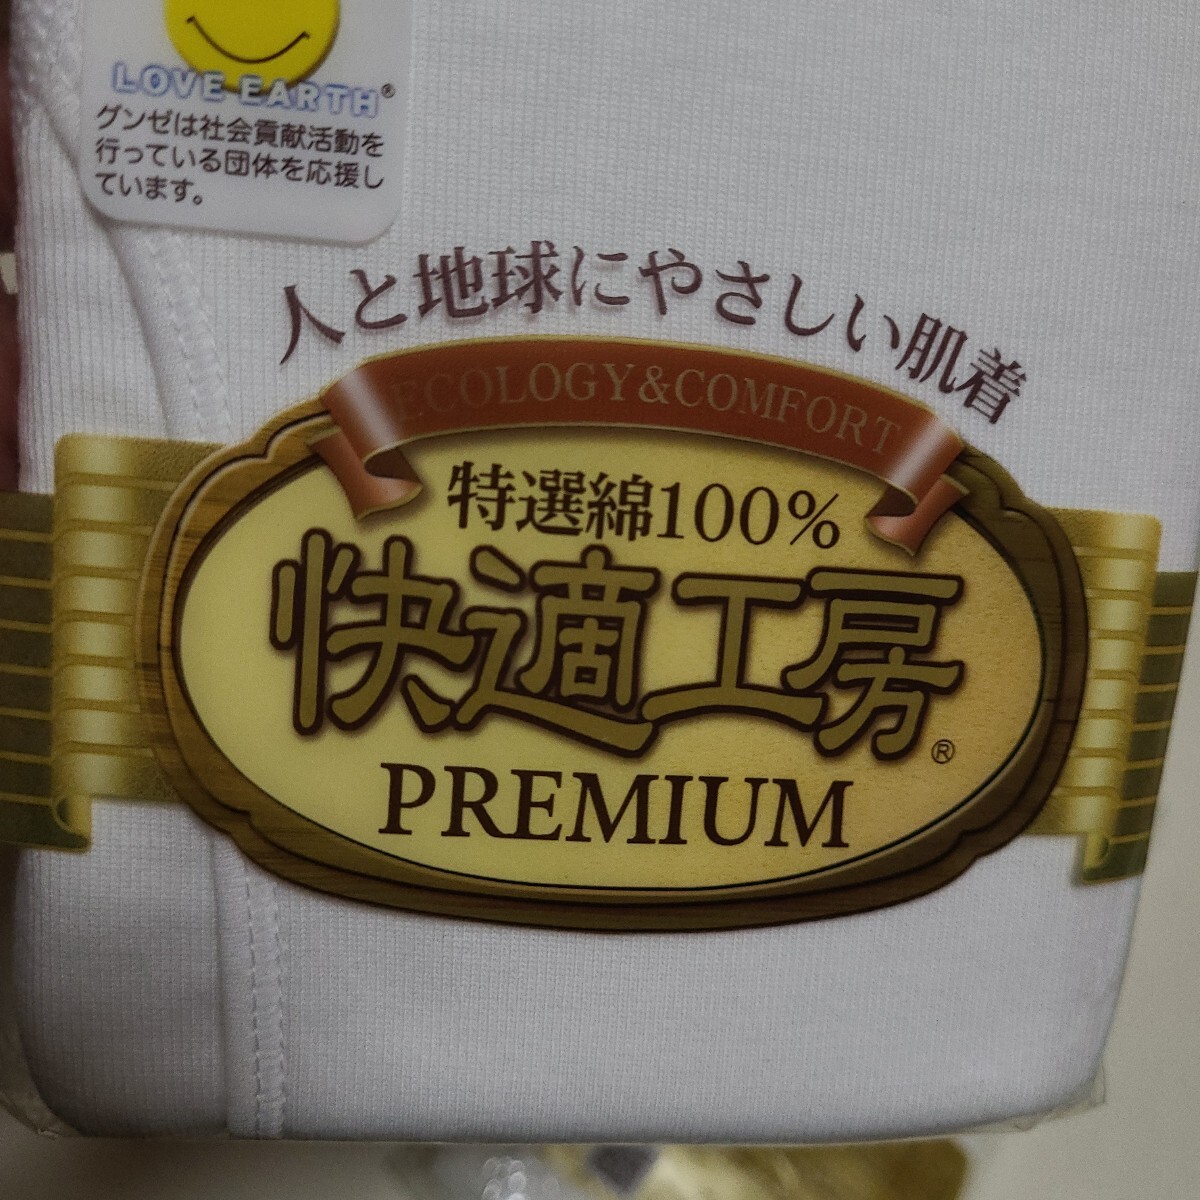 LOVE EARTH®
グンゼは社会貢献活動を
行っている団体を応援し
ています。
人と地球にやさしい肌着
ECOLOGY&COMFORT
特選綿100%
快適工房®
PREMIUM